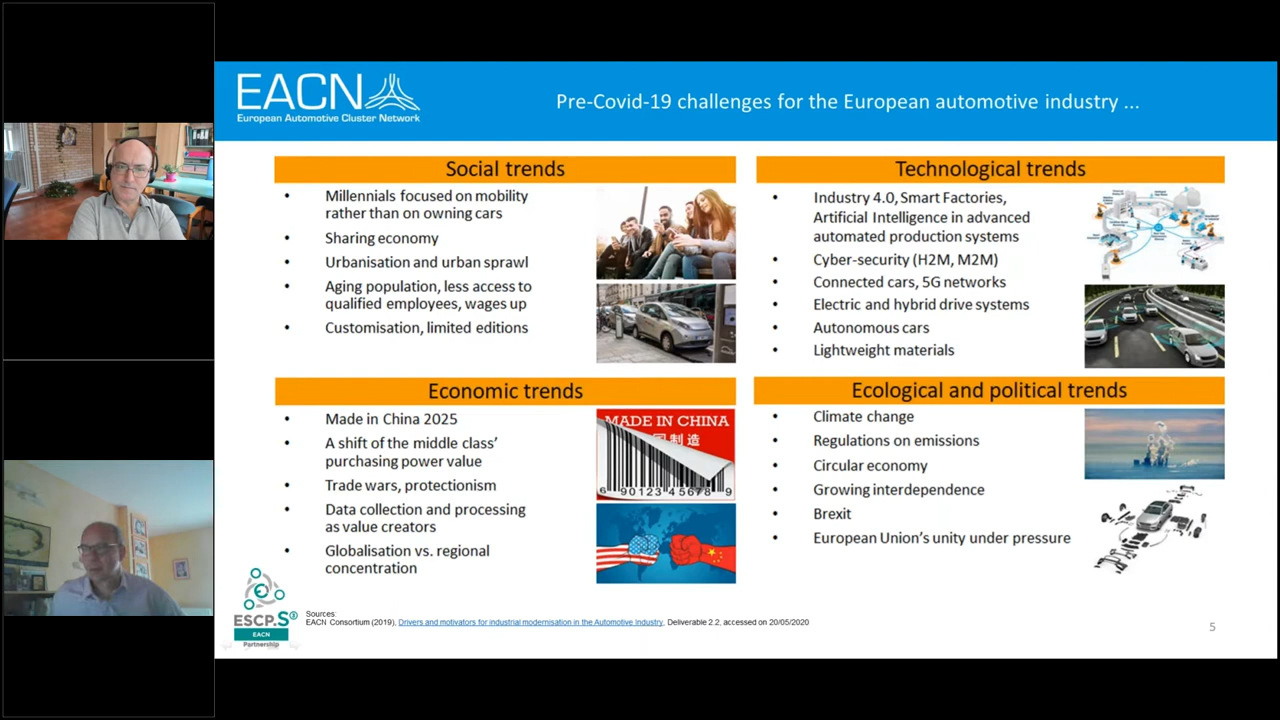 EACN
European Automotive Cluster Network
Pre-Covid-19 challenges for the European automotive industry ...
Social trends
• Millennials focused on mobility
rather than on owning cars
• Sharing economy
• Urbanisation and urban sprawl
• Aging population, less access to
qualified employees, wages up
• Customisation, limited editions
Technological trends
• Industry 4.0, Smart Factories,
Artificial Intelligence in advanced
automated production systems
• Cyber-security (H2M, M2M)
• Connected cars, 5G networks
• Electric and hybrid drive systems
• Autonomous cars
• Lightweight materials
Economic trends
• Made in China 2025
• A shift of the middle class’
purchasing power value
• Trade wars, protectionism
• Data collection and processing
as value creators
• Globalisation vs. regional
concentration
MADE IN CHINA
制造
6 90123 45678 9
Ecological and political trends
• Climate change
• Regulations on emissions
• Circular economy
• Growing interdependence
• Brexit
• European Union’s unity under pressure
ESCP.S
EACN
Partnership
Sources:
EACN Consortium (2019), Drivers and motivators for industrial modernisation in the Automotive Industry, Deliverable 2.2, accessed on 20/05/2020
5